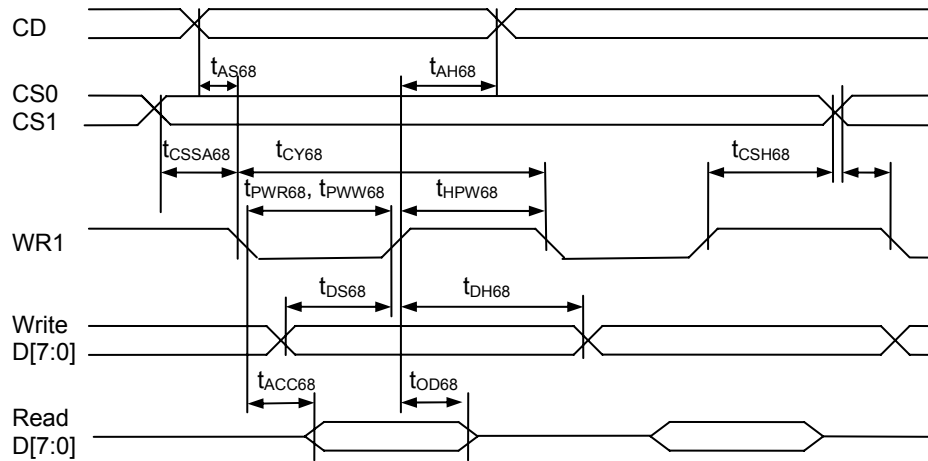 CD
tAS68 tAH68
CS0
CS1
tCSSA68 tCY68 tCSH68
tPWR68, tPWW68 tHPW68
WR1
tDS68 tDH68
Write
D[7:0]
tACC68 tOD68
Read
D[7:0]